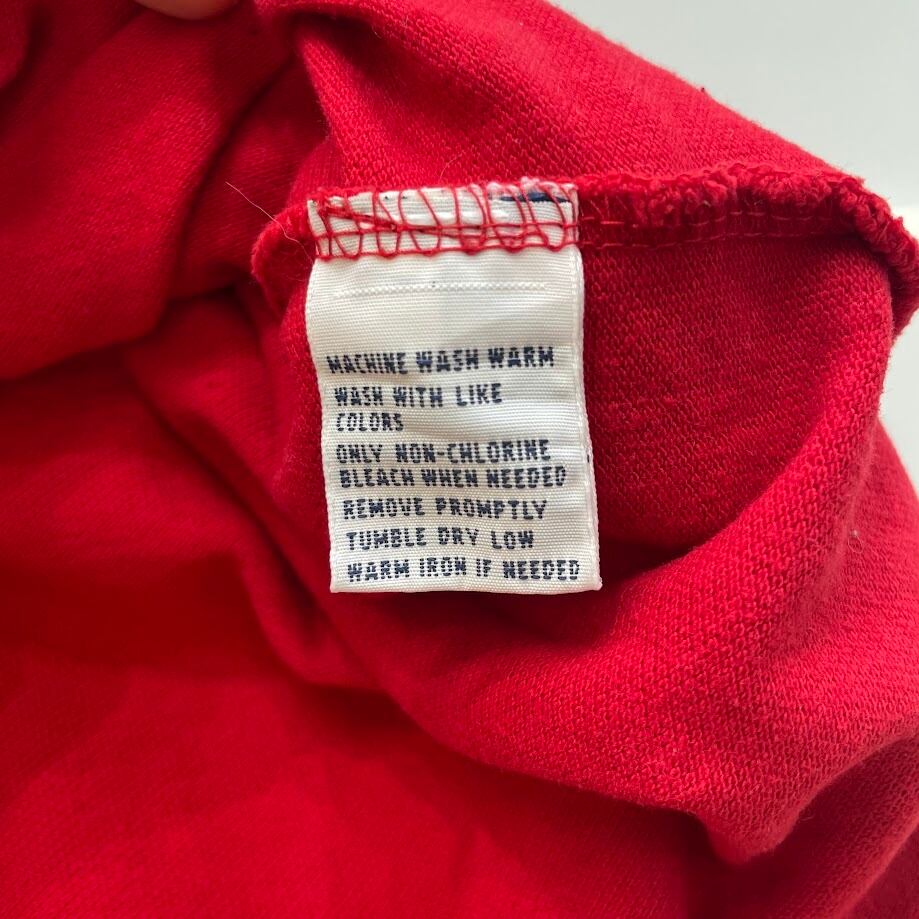 MACHINE WASH WARM
WASH WITH LIKE
COLORS
ONLY NON-CHLORINE
BLEACH WHEN NEEDED
REMOVE PROMPTLY
TUMBLE DRY LOW
WARM IRON IF NEEDED